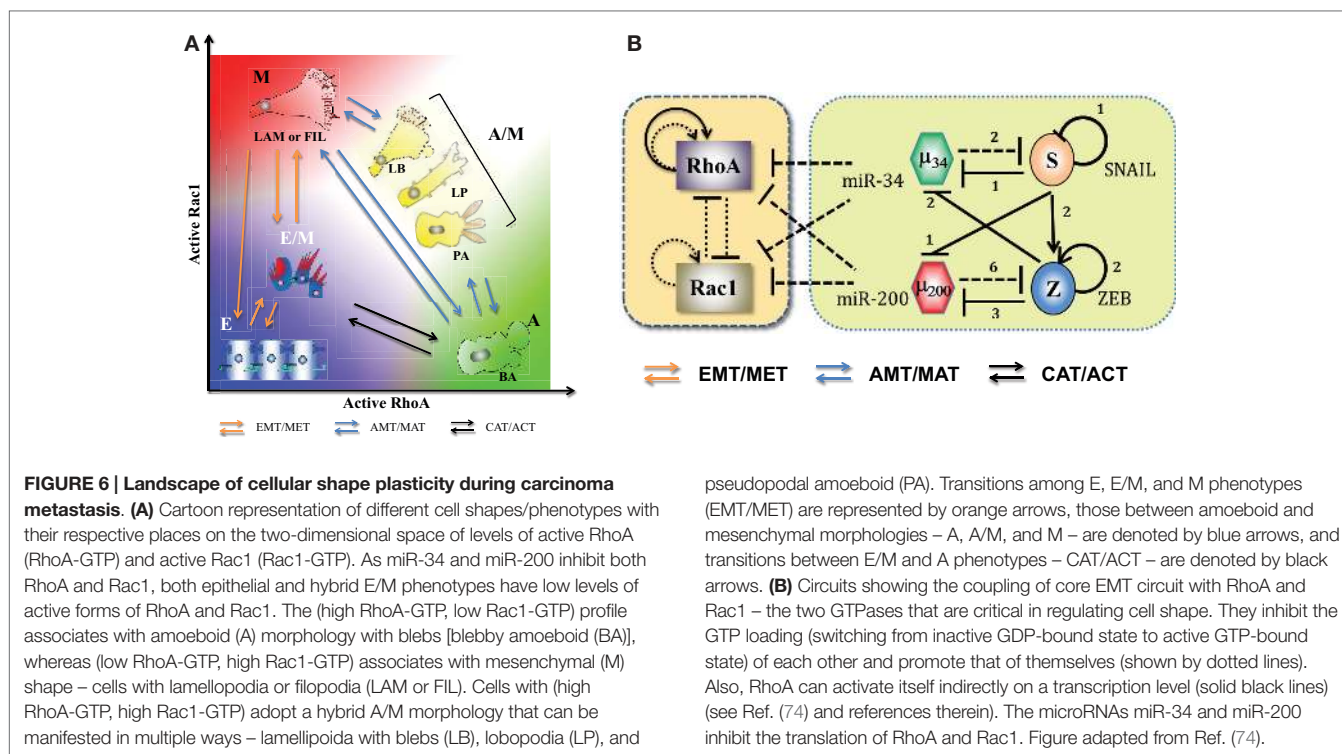 A
M
LAM or FIL
A/M
LB
LP
PA
E/M
E
A
BA
Active Rac1
Active RhoA
EMT/MET AMT/MAT CAT/ACT
B
RhoA
Rac1
miR-34
μ34
2
1
S
1
SNAIL
2
2
1
miR-200
μ200
6
3
Z
2
ZEB
EMT/MET AMT/MAT CAT/ACT
FIGURE 6 | Landscape of cellular shape plasticity during carcinoma
metastasis. (A) Cartoon representation of different cell shapes/phenotypes with
their respective places on the two-dimensional space of levels of active RhoA
(RhoA-GTP) and active Rac1 (Rac1-GTP). As miR-34 and miR-200 inhibit both
RhoA and Rac1, both epithelial and hybrid E/M phenotypes have low levels of
active forms of RhoA and Rac1. The (high RhoA-GTP, low Rac1-GTP) profile
associates with amoeboid (A) morphology with blebs [blebby amoeboid (BA)],
whereas (low RhoA-GTP, high Rac1-GTP) associates with mesenchymal (M)
shape – cells with lamellopodia or filopodia (LAM or FIL). Cells with (high
RhoA-GTP, high Rac1-GTP) adopt a hybrid A/M morphology that can be
manifested in multiple ways – lamellipoida with blebs (LB), lobopodia (LP), and
pseudopodal amoeboid (PA). Transitions among E, E/M, and M phenotypes
(EMT/MET) are represented by orange arrows, those between amoeboid and
mesenchymal morphologies – A, A/M, and M – are denoted by blue arrows, and
transitions between E/M and A phenotypes – CAT/ACT – are denoted by black
arrows. (B) Circuits showing the coupling of core EMT circuit with RhoA and
Rac1 – the two GTPases that are critical in regulating cell shape. They inhibit the
GTP loading (switching from inactive GDP-bound state to active GTP-bound
state) of each other and promote that of themselves (shown by dotted lines).
Also, RhoA can activate itself indirectly on a transcription level (solid black lines)
(see Ref. (74) and references therein). The microRNAs miR-34 and miR-200
inhibit the translation of RhoA and Rac1. Figure adapted from Ref. (74).